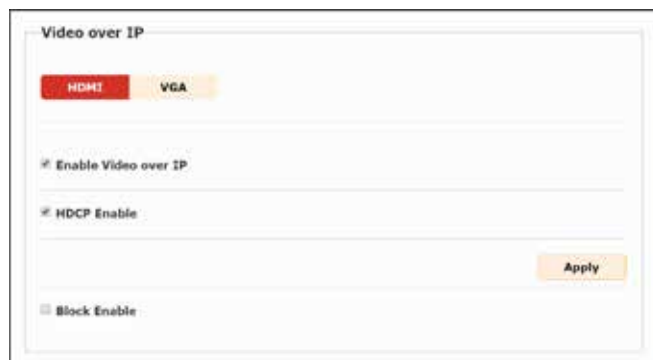 Video over IP
HDMI VGA
Enable Video over IP
HDCP Enable
Apply
Block Enable